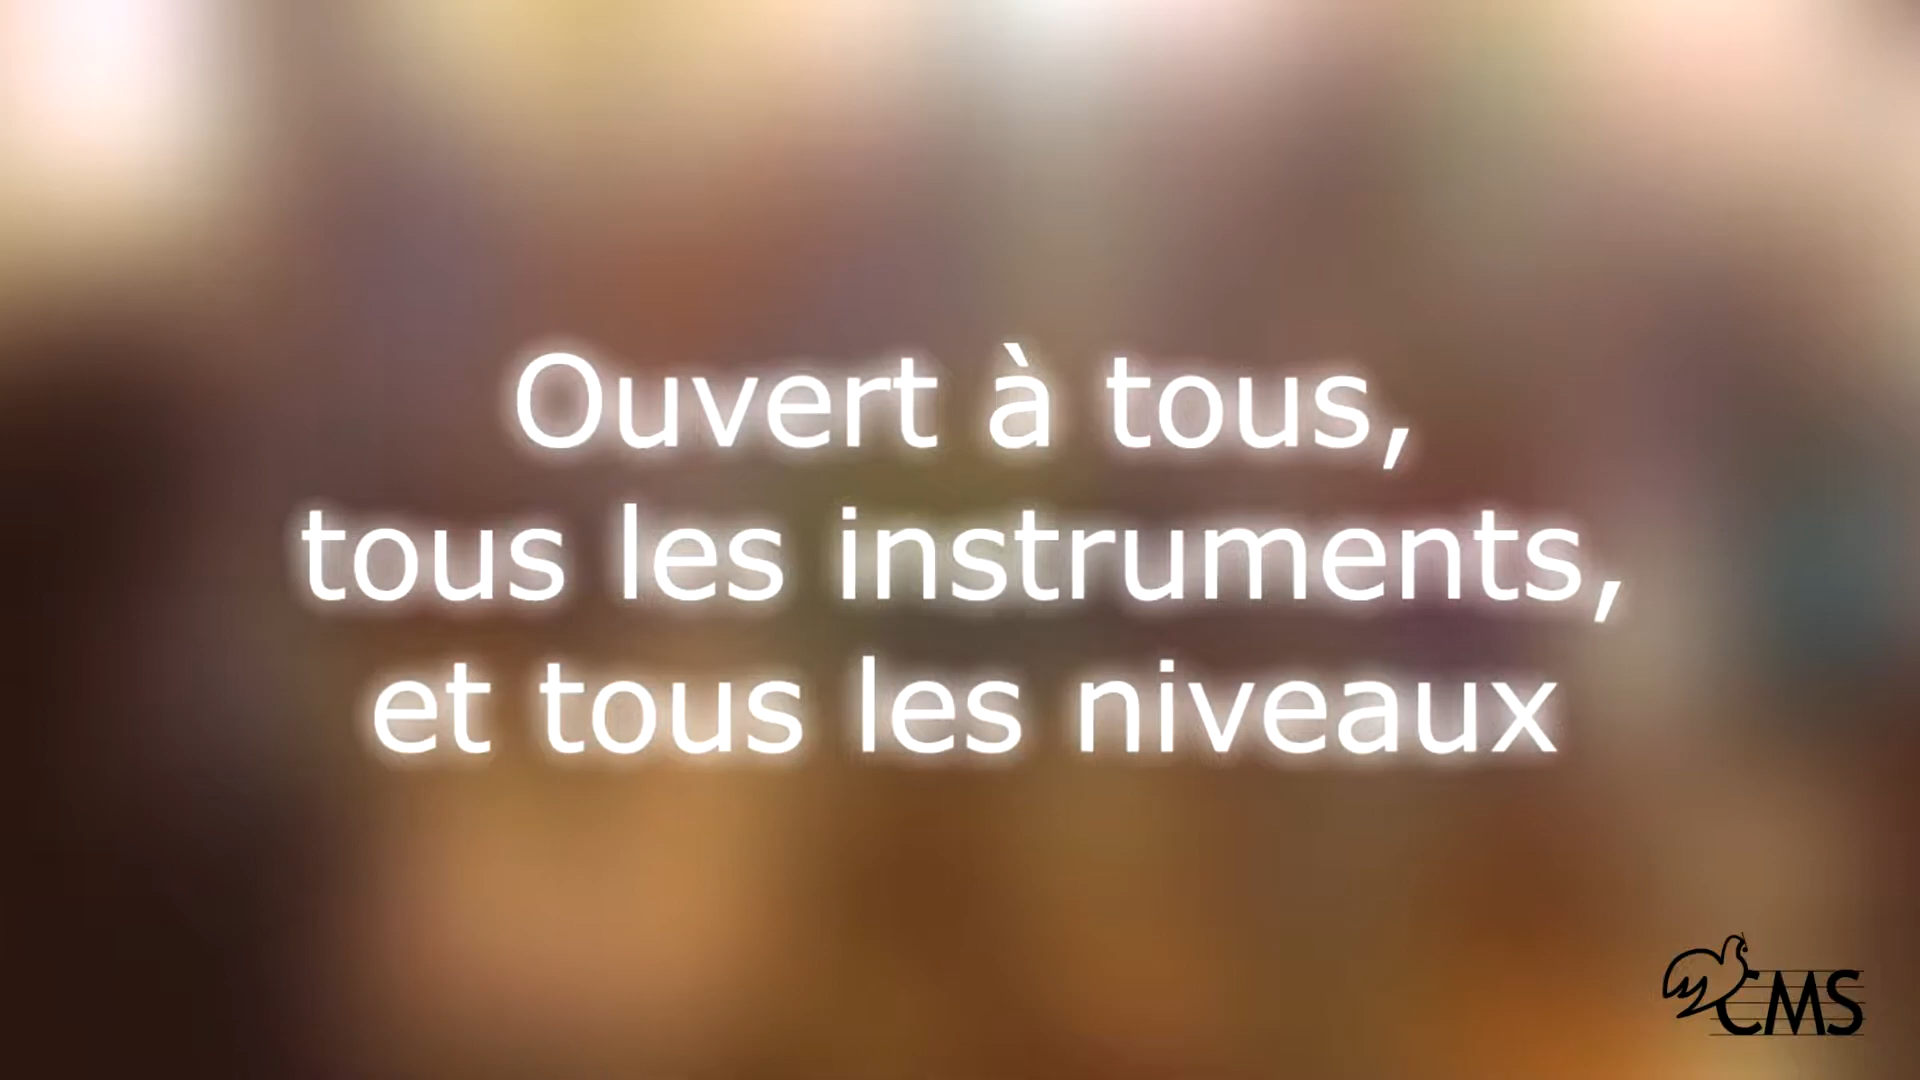 Ouvert à tous,
tous les instruments,
et tous les niveaux
CMS